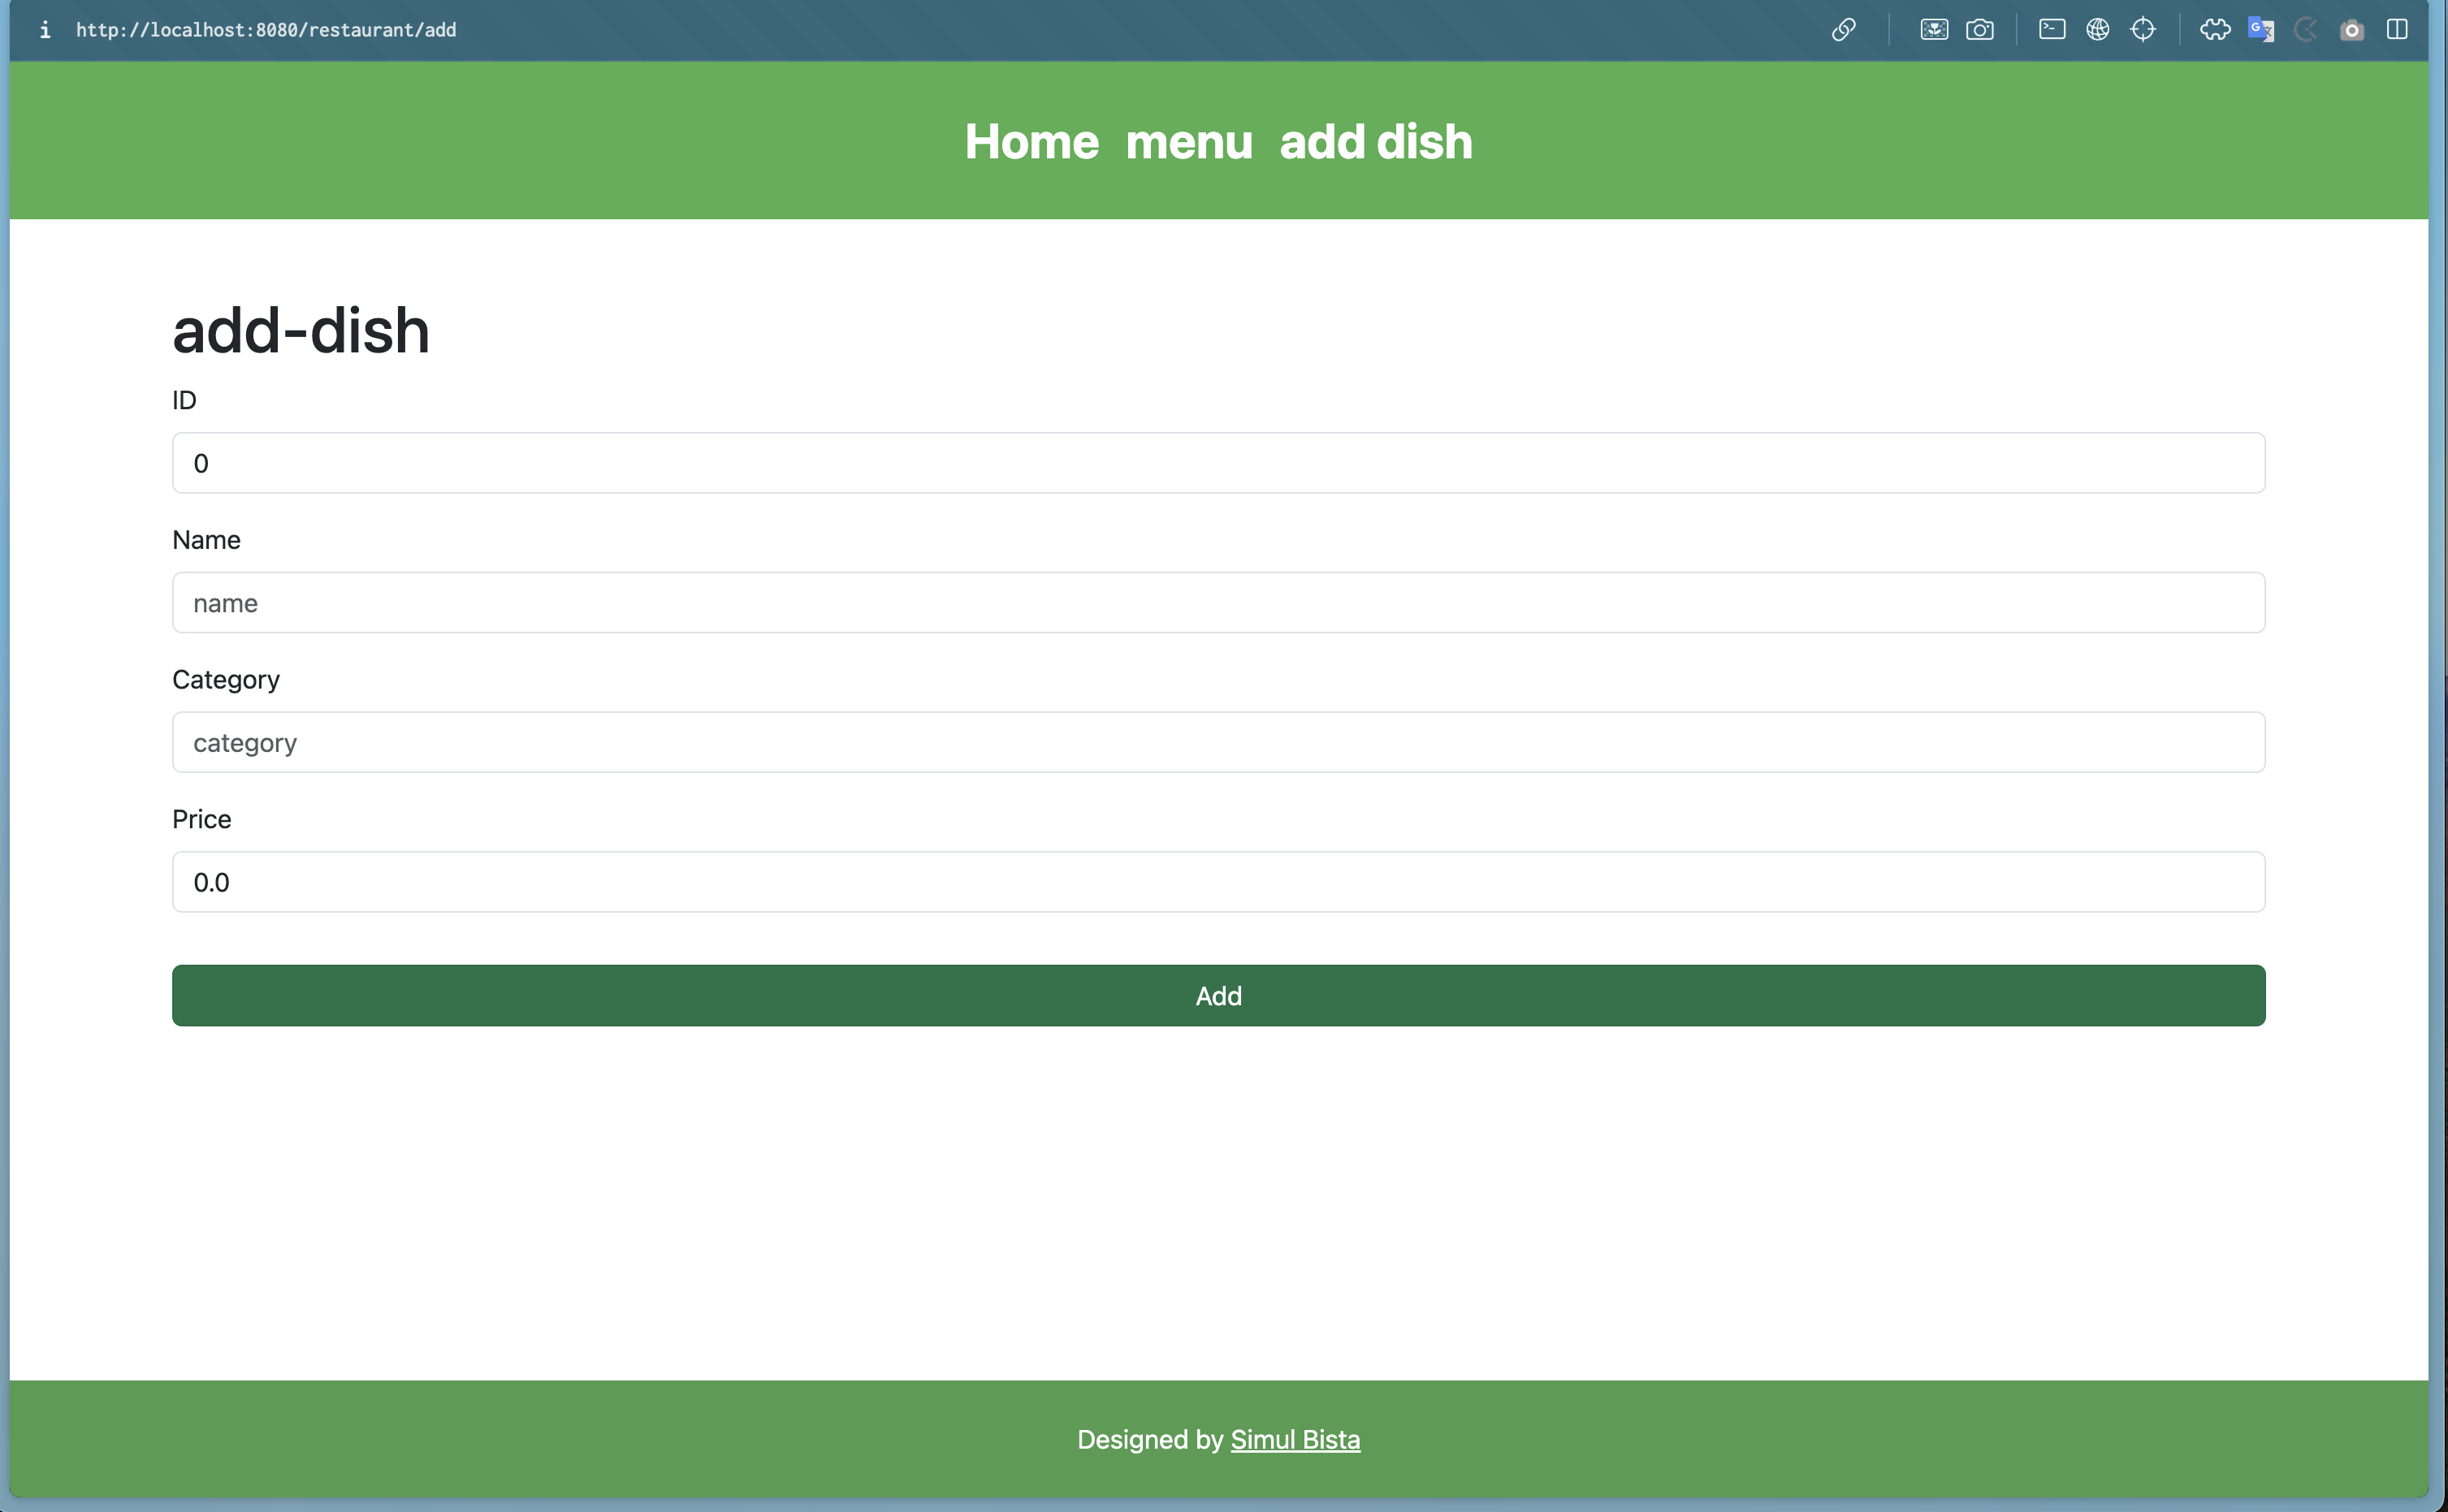 http://localhost:8080/restaurant/add
Home menu add dish
add-dish
ID
0
Name
name
Category
category
Price
0.0
Add
Designed by Simul Bista